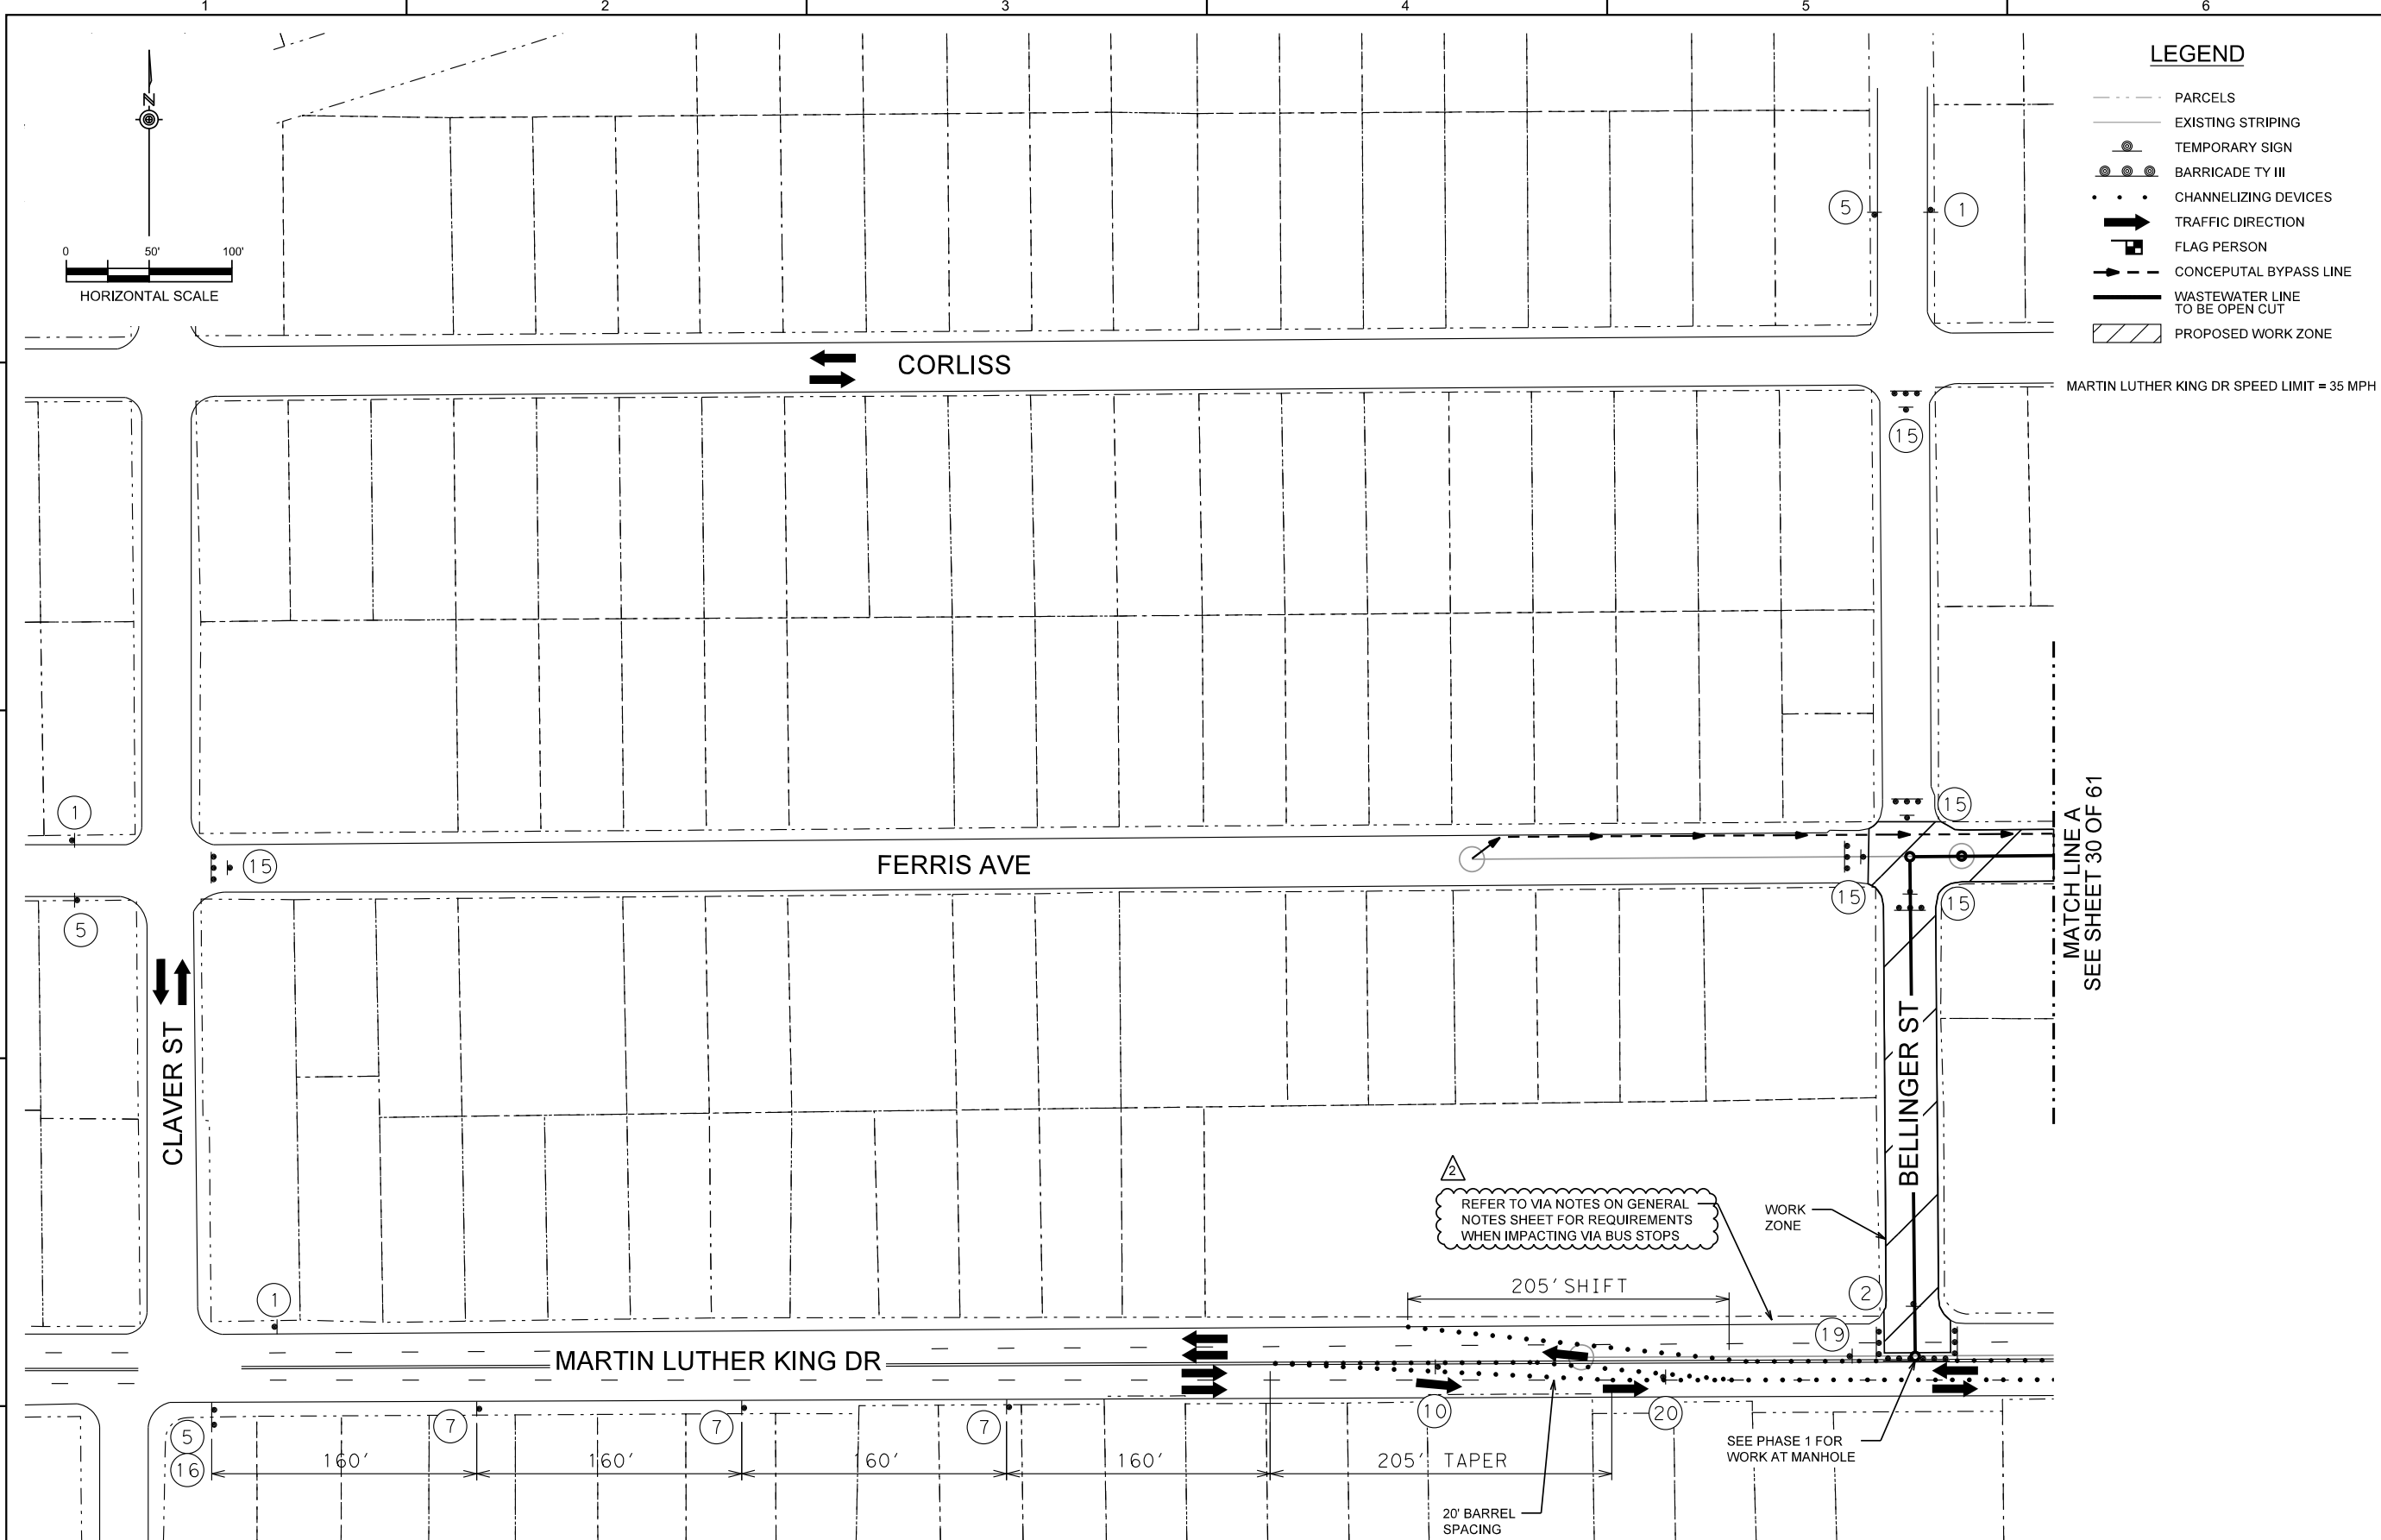 1 2 3 4 5 6
LEGEND
PARCELS
EXISTING STRIPING
TEMPORARY SIGN
BARRICADE TY III
CHANNELIZING DEVICES
TRAFFIC DIRECTION
FLAG PERSON
CONCEPUTAL BYPASS LINE
WASTEWATER LINE
TO BE OPEN CUT
PROPOSED WORK ZONE
MARTIN LUTHER KING DR SPEED LIMIT = 35 MPH
N
0 50' 100'
HORIZONTAL SCALE
5 1
CORLISS
15
1
15
FERRIS AVE
15
15
15
5
MATCH LINE A
SEE SHEET 30 OF 61
CLAVER ST
BELLINGER ST
2
REFER TO VIA NOTES ON GENERAL
NOTES SHEET FOR REQUIREMENTS
WHEN IMPACTING VIA BUS STOPS
WORK
ZONE
205' SHIFT
2
1
19
MARTIN LUTHER KING DR
5
16
7
7
7
10
20
160'
160'
160'
160'
205' TAPER
SEE PHASE 1 FOR
WORK AT MANHOLE
20' BARREL
SPACING